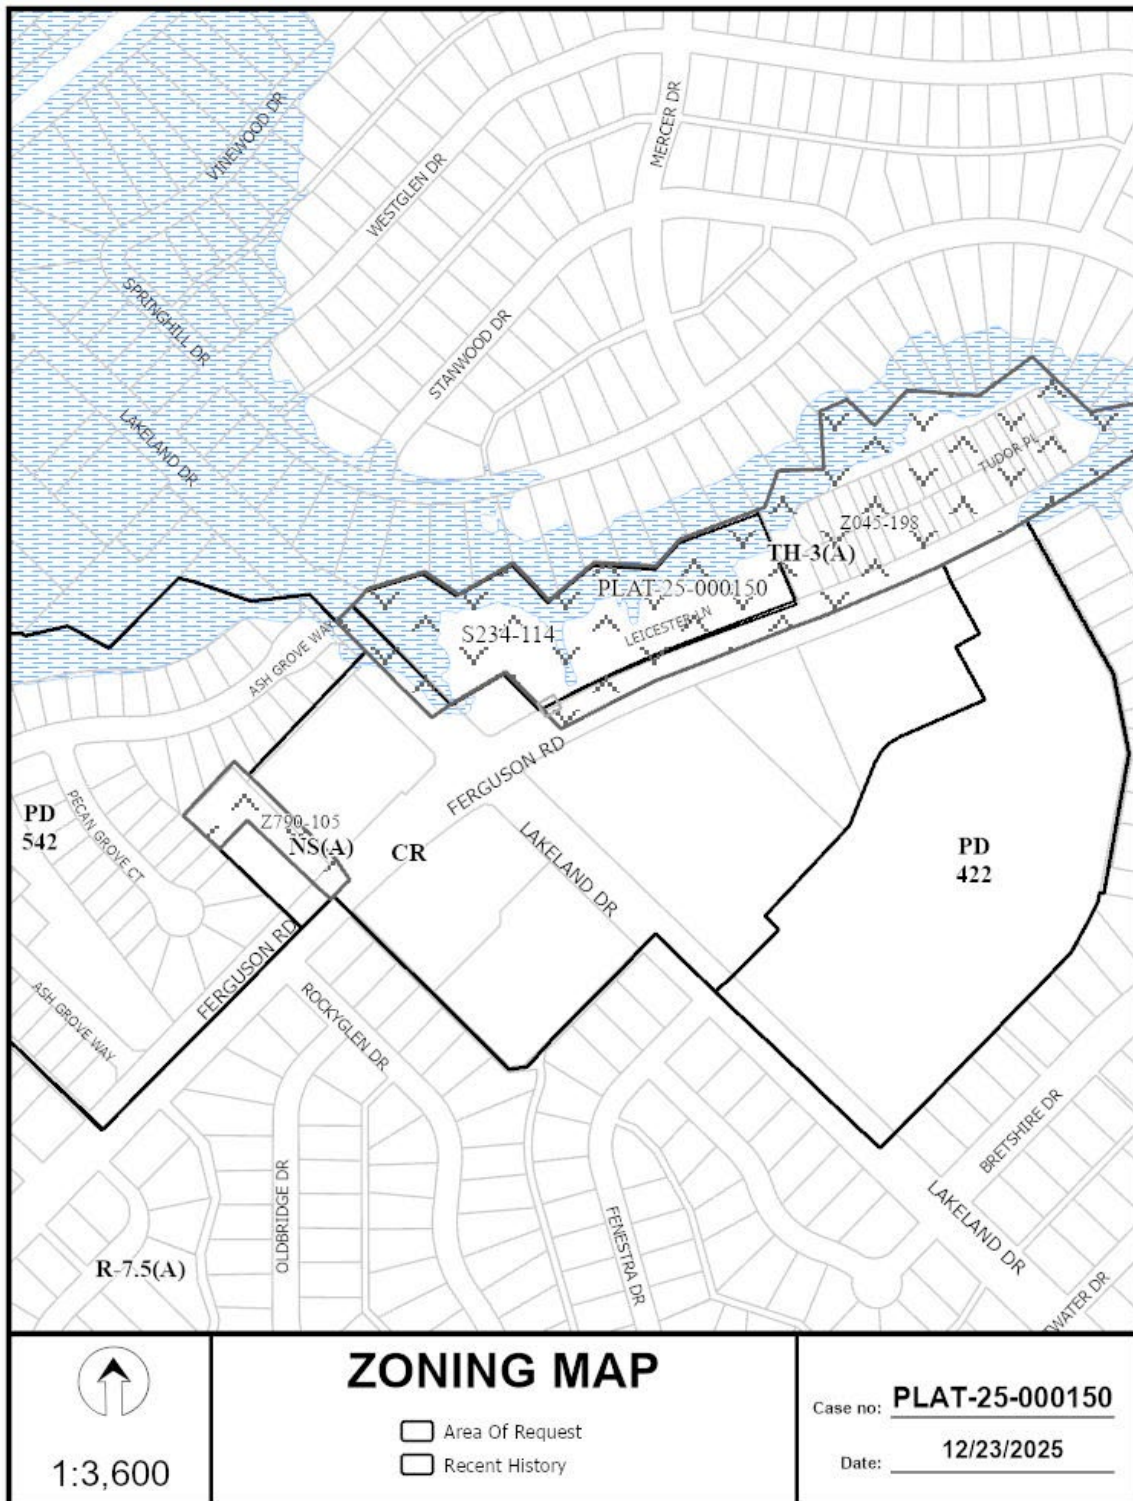 VINEWOOD DR
MERCER DR
WESTGLEN DR
SPRINGHILL DR
STANWOOD DR
LAKELAND DR
TUDOR PL
Z045-198
TH-3(A)
PLAT-25-000150
LEICESTER LN
S234-114
ASH GROVE WAY
FERGUSON RD
PECAN GROVE CT
PD
542
Z790-105
NS(A)
CR
LAKELAND DR
PD
422
FERGUSON RD
ASH GROVE WAY
ROCKYGLEN DR
BRETSHIRE DR
OLDBRIDGE DR
FENESTRA DR
LAKELAND DR
R-7.5(A)
TWATER DR
1:3,600
ZONING MAP
Area Of Request
Recent History
Case no: PLAT-25-000150
Date: 12/23/2025